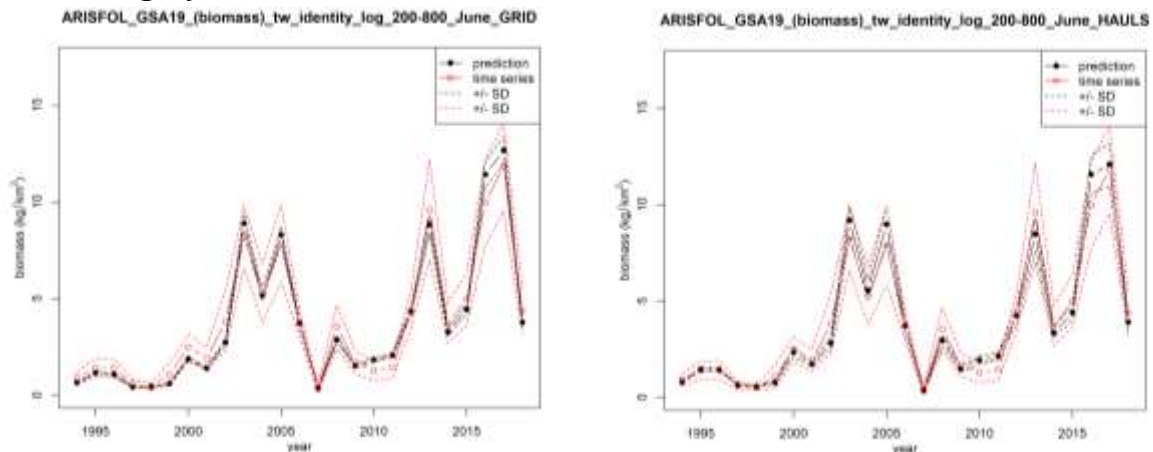 ARISFOL_GSA19_(biomass)_tw_identity_log_200-800_June_GRID
prediction
time series
+/- SD
+/- SD
15
10
5
0
biomass (kg/km²)
1995 2000 2005 2010 2015
year
ARISFOL_GSA19_(biomass)_tw_identity_log_200-800_June_HAULS
prediction
time series
+/- SD
+/- SD
15
10
5
0
biomass (kg/km²)
1995 2000 2005 2010 2015
year